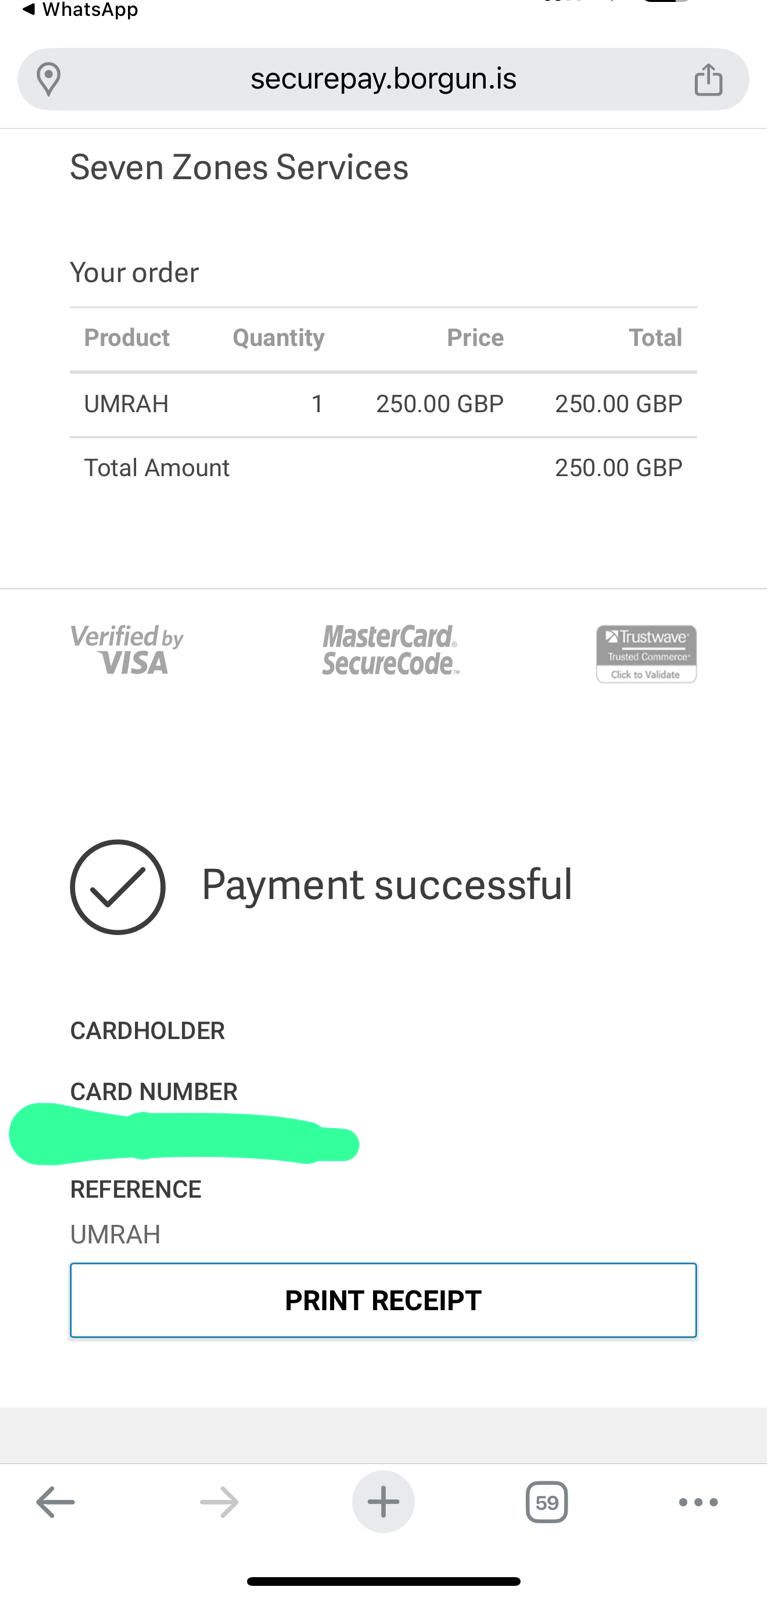 WhatsApp
securepay.borgun.is
Seven Zones Services
Your order
Product Quantity Price Total
UMRAH 1 250.00 GBP 250.00 GBP
Total Amount 250.00 GBP
Verified by
VISA
MasterCard®
SecureCode™
Trustwave®
Trusted Commerce®
Click to Validate
Payment successful
CARDHOLDER
CARD NUMBER
REFERENCE
UMRAH
PRINT RECEIPT
59